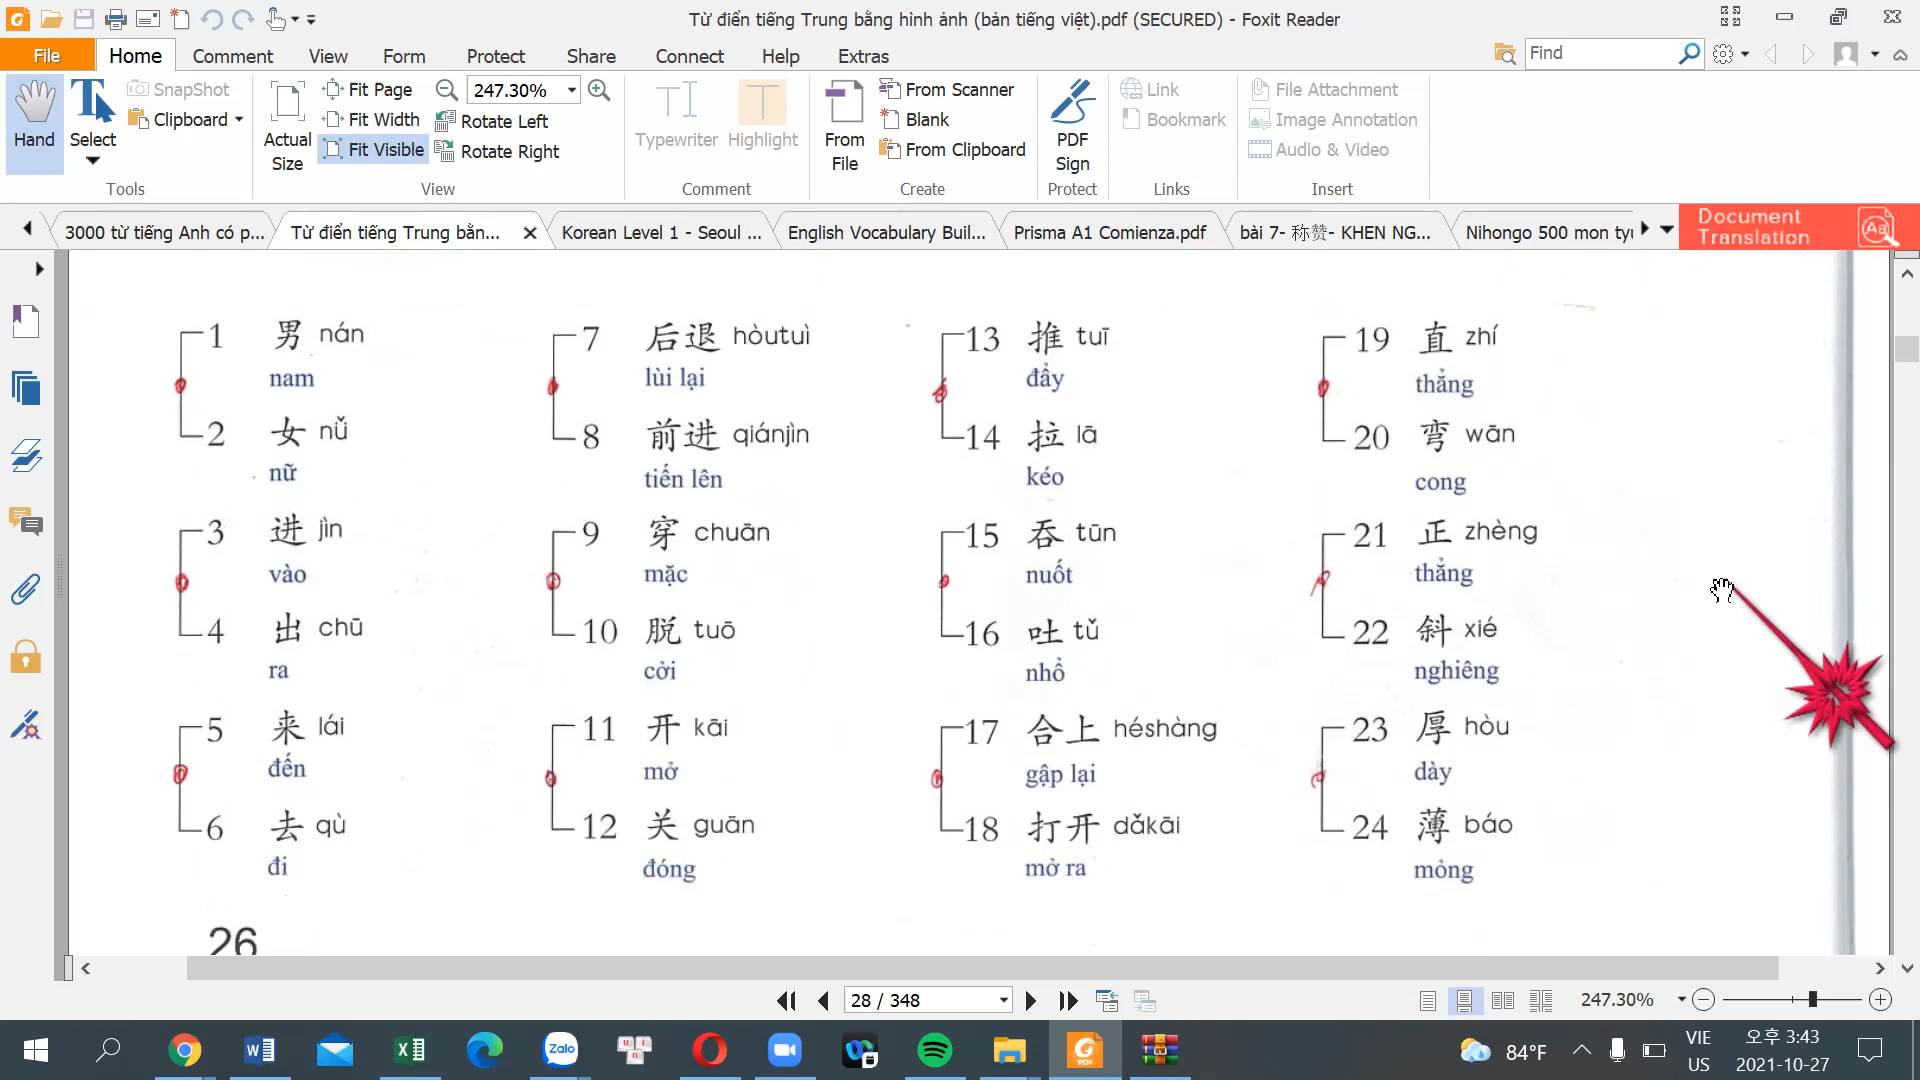 Từ điển tiếng Trung bằng hình ảnh (bản tiếng việt).pdf (SECURED) - Foxit Reader
File Home Comment View Form Protect Share Connect Help Extras
Find
Hand
Select
SnapShot
Clipboard
Tools
Actual Size
Fit Page
Fit Width
Fit Visible
247.30%
Rotate Left
Rotate Right
View
Typewriter
Highlight
Comment
From File
From Scanner
Blank
From Clipboard
Create
PDF Sign
Protect
Link
Bookmark
Links
File Attachment
Image Annotation
Audio & Video
Insert
3000 từ tiếng Anh có p...
Từ điển tiếng Trung bằn...
Korean Level 1 - Seoul ...
English Vocabulary Buil...
Prisma A1 Comienza.pdf
bài 7- 称赞- KHEN NG...
Nihongo 500 mon tyu
Document Translation
1 男 nán
nam
2 女 nǚ
nữ
3 进 jìn
vào
4 出 chū
ra
5 来 lái
đến
6 去 qù
đi
7 后退 hòutuì
lùi lại
8 前进 qiánjìn
tiến lên
9 穿 chuān
mặc
10 脱 tuō
cởi
11 开 kāi
mở
12 关 guān
đóng
13 推 tuī
đẩy
14 拉 lā
kéo
15 吞 tūn
nuốt
16 吐 tǔ
nhổ
17 合上 héshàng
gập lại
18 打开 dǎkāi
mở ra
19 直 zhí
thẳng
20 弯 wān
cong
21 正 zhèng
thẳng
22 斜 xié
nghiêng
23 厚 hòu
dày
24 薄 báo
mỏng
26
28 / 348
247.30%
Zalo
84°F
VIE
US
오후 3:43
2021-10-27